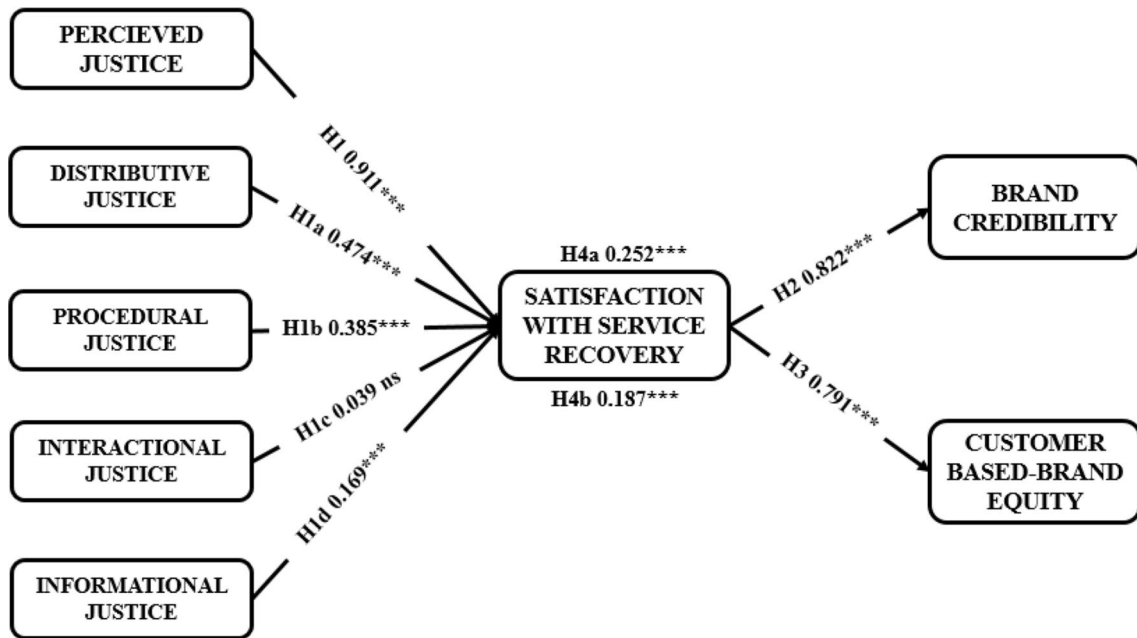 PERCIEVED
JUSTICE
H1 0.911***
DISTRIBUTIVE
JUSTICE
H1a 0.474***
PROCEDURAL
JUSTICE
H1b 0.385***
INTERACTIONAL
JUSTICE
H1c 0.039 ns
INFORMATIONAL
JUSTICE
H1d 0.169***
H4a 0.252***
SATISFACTION
WITH SERVICE
RECOVERY
H4b 0.187***
H2 0.822***
BRAND
CREDIBILITY
H3 0.791***
CUSTOMER
BASED-BRAND
EQUITY